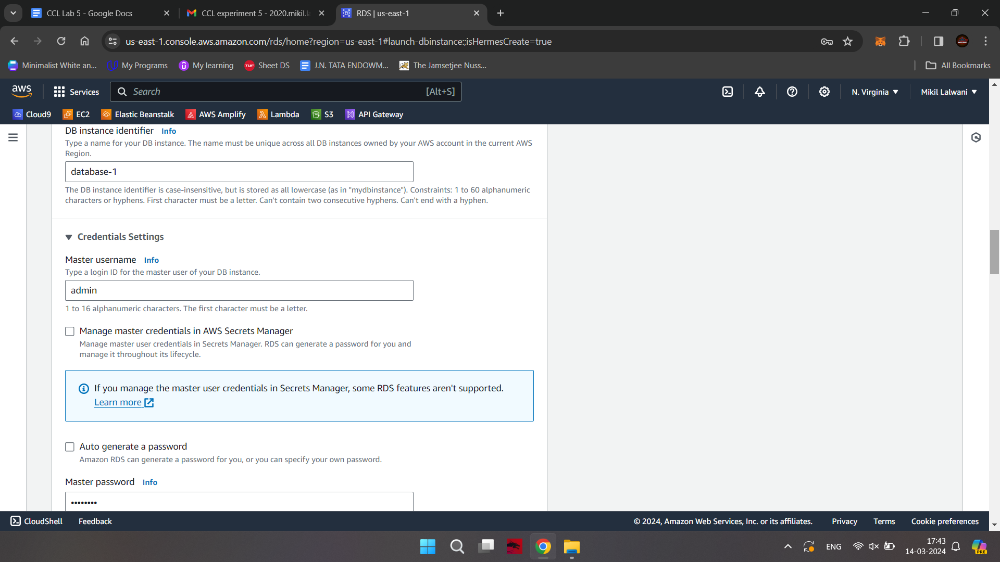 CCL Lab 5 - Google Docs
CCL experiment 5 - 2020.mikil.la
RDS | us-east-1
us-east-1.console.aws.amazon.com/rds/home?region=us-east-1#launch-dbinstance:;isHermesCreate=true
Minimalist White an...
My Programs
My learning
TUF Sheet DS
J.N. TATA ENDOWM...
The Jamsetjee Nuss...
All Bookmarks
aws
Services
Search
[Alt+S]
N. Virginia
Mikil Lalwani
Cloud9
EC2
Elastic Beanstalk
AWS Amplify
Lambda
S3
API Gateway
DB instance identifier Info
Type a name for your DB instance. The name must be unique across all DB instances owned by your AWS account in the current AWS
Region.
database-1
The DB instance identifier is case-insensitive, but is stored as all lowercase (as in "mydbinstance"). Constraints: 1 to 60 alphanumeric
characters or hyphens. First character must be a letter. Can't contain two consecutive hyphens. Can't end with a hyphen.
Credentials Settings
Master username Info
Type a login ID for the master user of your DB instance.
admin
1 to 16 alphanumeric characters. The first character must be a letter.
Manage master credentials in AWS Secrets Manager
Manage master user credentials in Secrets Manager. RDS can generate a password for you and
manage it throughout its lifecycle.
If you manage the master user credentials in Secrets Manager, some RDS features aren't supported.
Learn more
Auto generate a password
Amazon RDS can generate a password for you, or you can specify your own password.
Master password Info
••••••••
CloudShell
Feedback
© 2024, Amazon Web Services, Inc. or its affiliates.
Privacy
Terms
Cookie preferences
ENG
17:43
14-03-2024
PRE